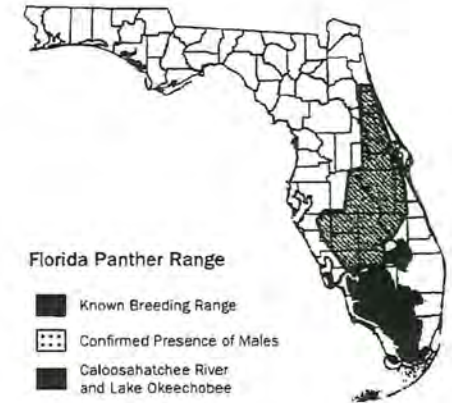 Florida Panther Range
Known Breeding Range
Confirmed Presence of Males
Caloosahatchee River
and Lake Okeechobee